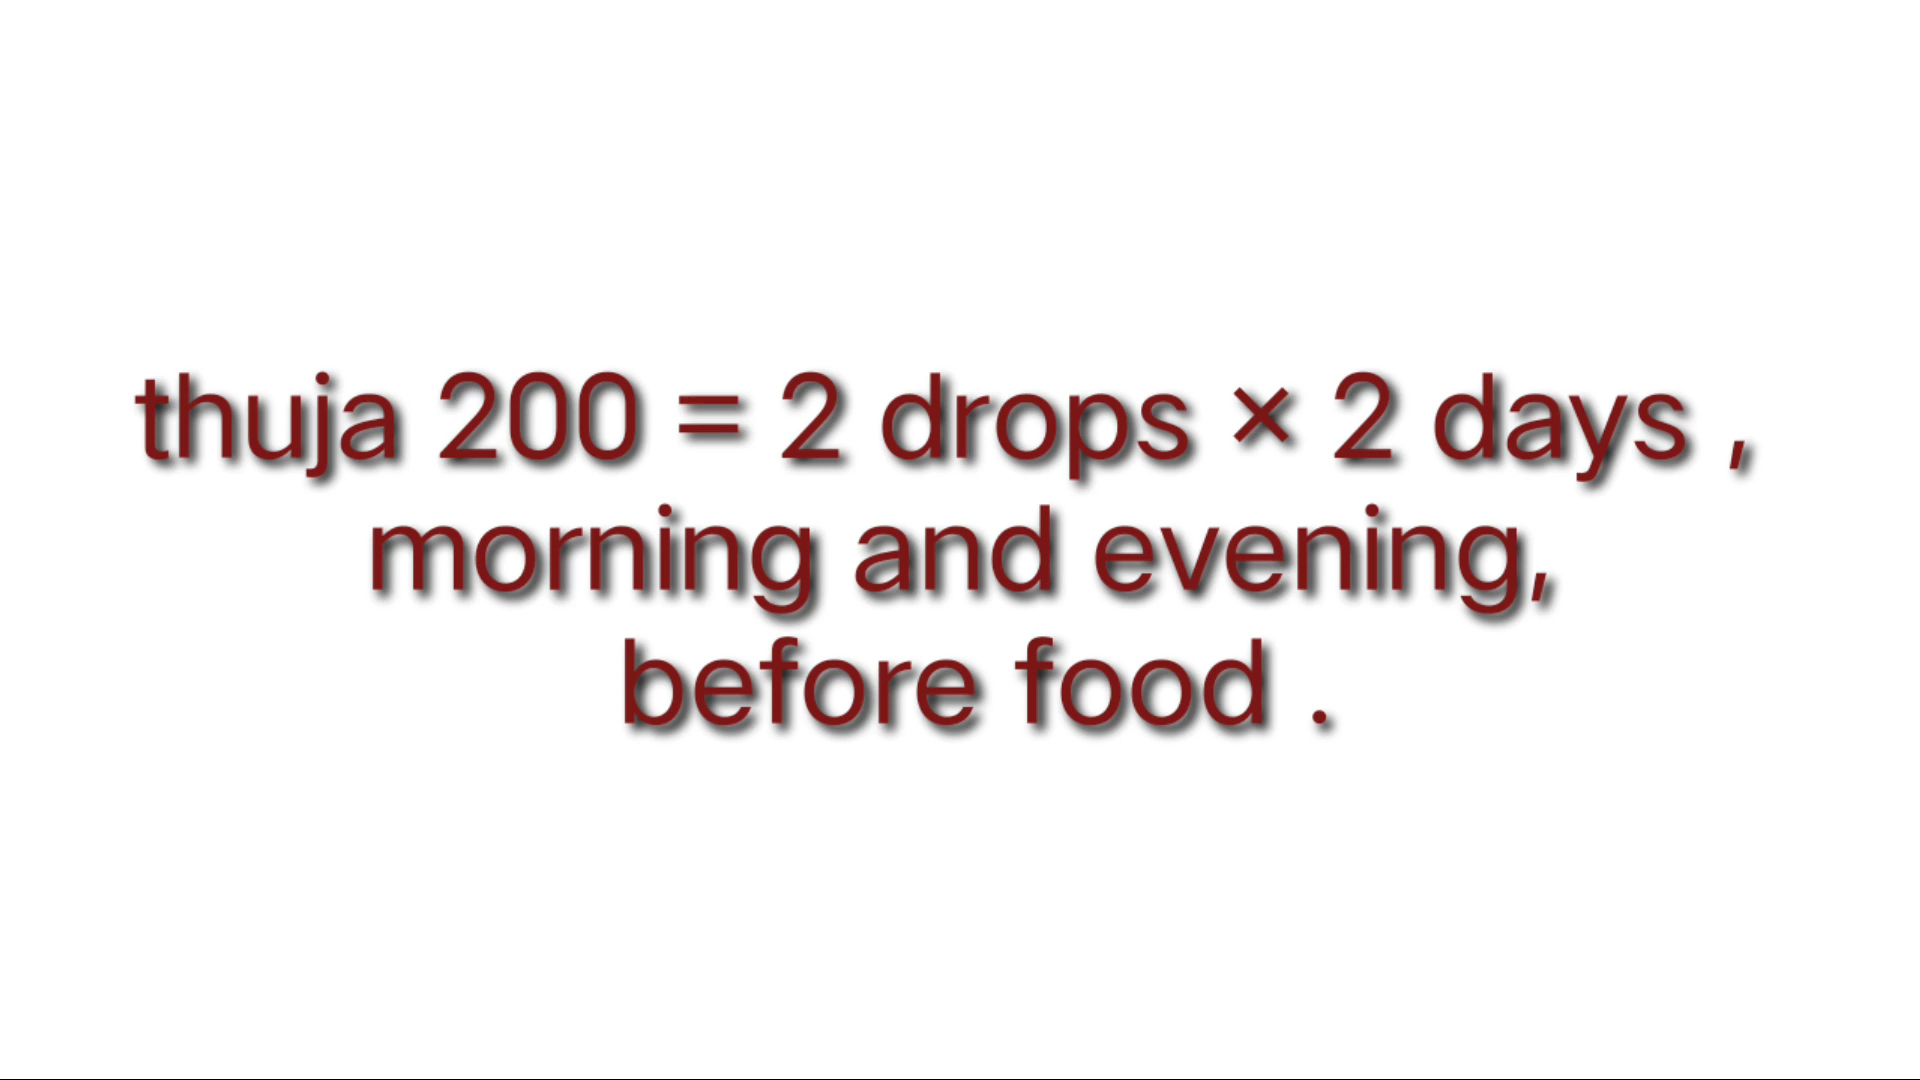 thuja 200 = 2 drops × 2 days ,
morning and evening,
before food .